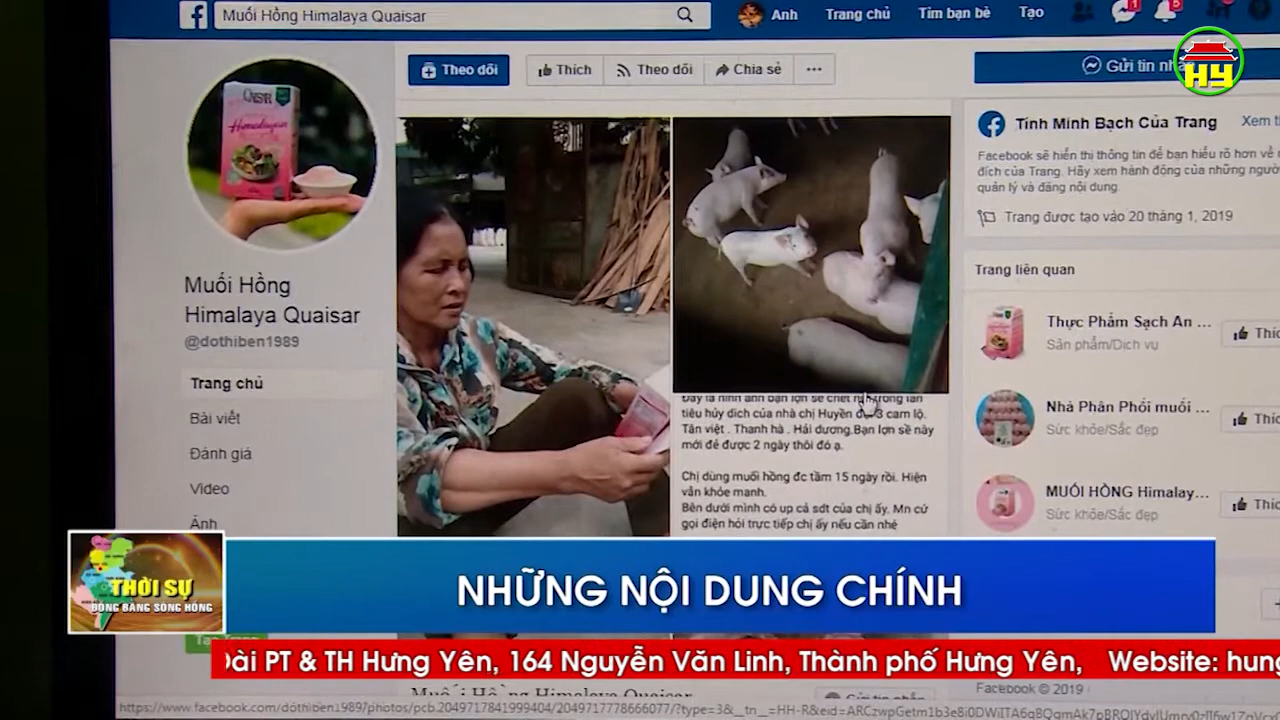 Muối Hồng Himalaya Quaisar
Anh
Trang chủ
Tìm bạn bè
Tạo
Theo dõi
Thích
Theo dõi
Chia sẻ
Gửi tin
HY
QAISAR
Himalayan
Muối Hồng
Himalaya Quaisar
@dothiben1989
Trang chủ
Bài viết
Đánh giá
Video
Ảnh
Tính Minh Bạch Của Trang
Xem
Facebook sẽ hiển thị thông tin để bạn hiểu rõ hơn về
đích của Trang. Hãy xem hành động của những người
quản lý và đăng nội dung.
Trang được tạo vào 20 tháng 1, 2019
Trang liên quan
Thực Phẩm Sạch An ...
Sản phẩm/Dịch vụ
Nhà Phân Phối muối ...
Sức khỏe/Sắc đẹp
MUỐI HỒNG Himalay...
Sức khỏe/Sắc đẹp
tiêu hủy dich của nhà chị Huyền 3 cam lộ.
Tân việt . Thanh hà . Hải dương.Bạn lợn sề này
mới đẻ được 2 ngày thôi đó ạ.
Chị dùng muối hồng đc tầm 15 ngày rồi. Hiện
vẫn khỏe mạnh.
Bên dưới mình có up cả sđt của chị ấy. Mn cứ
gọi điện hỏi trực tiếp chị ấy nếu cần nhé
THỜI SỰ
ĐỒNG BẰNG SÔNG HỒNG
NHỮNG NỘI DUNG CHÍNH
Đài PT & TH Hưng Yên, 164 Nguyễn Văn Linh, Thành phố Hưng Yên, Website: hung
Facebook © 2019